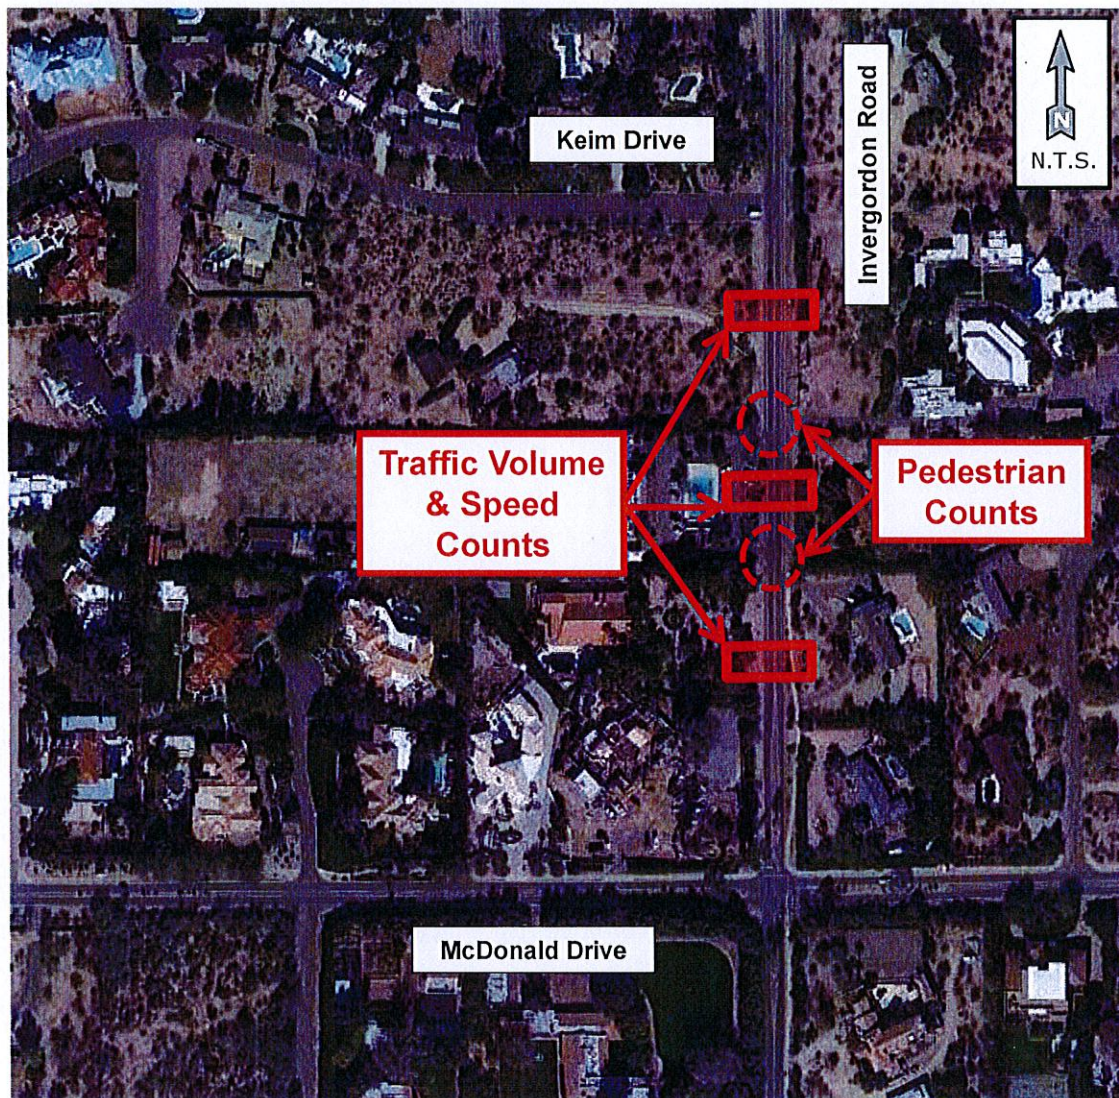 Keim Drive
Invergordon Road
N
N.T.S.
Traffic Volume
& Speed
Counts
Pedestrian
Counts
McDonald Drive